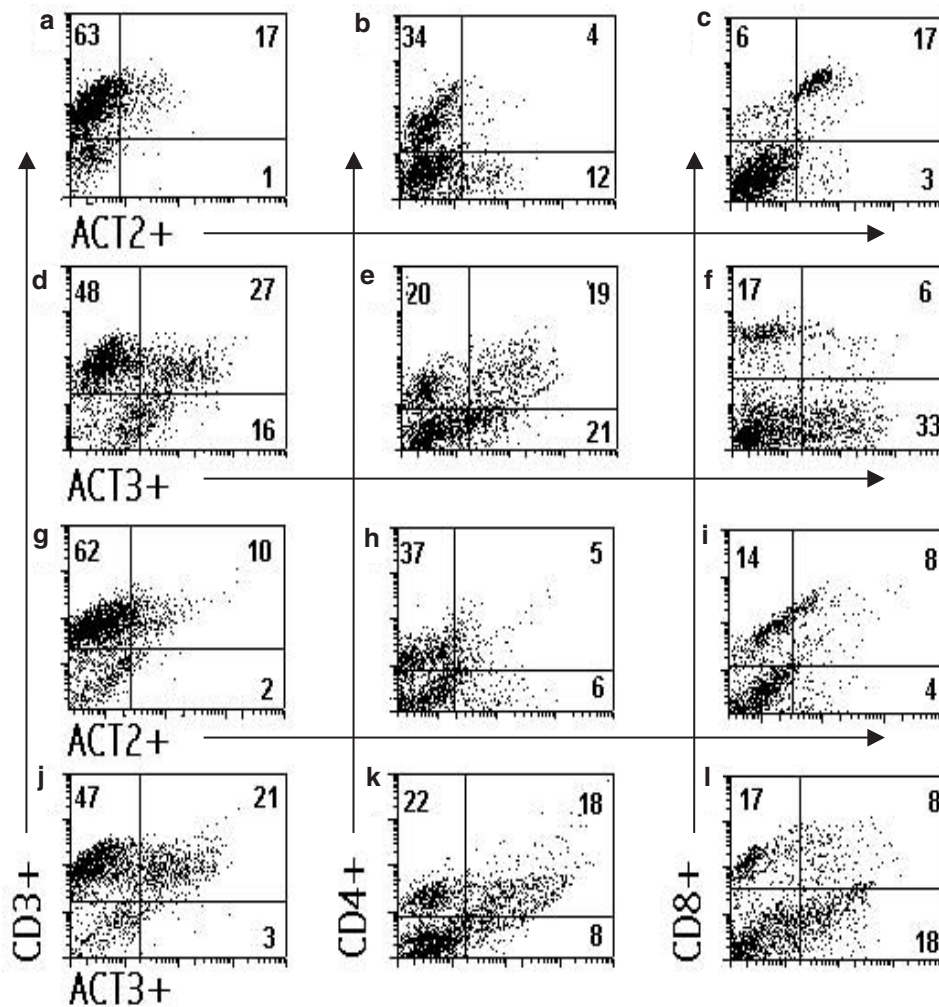 a b c
63 17 34 4 6 17
1 12 3
ACT2+
d e f
48 27 20 19 17 6
16 21 33
ACT3+
g h i
62 10 37 5 14 8
2 6 4
ACT2+
j k l
47 21 22 18 17 8
3 8 18
CD3+ CD4+ CD8+
ACT3+